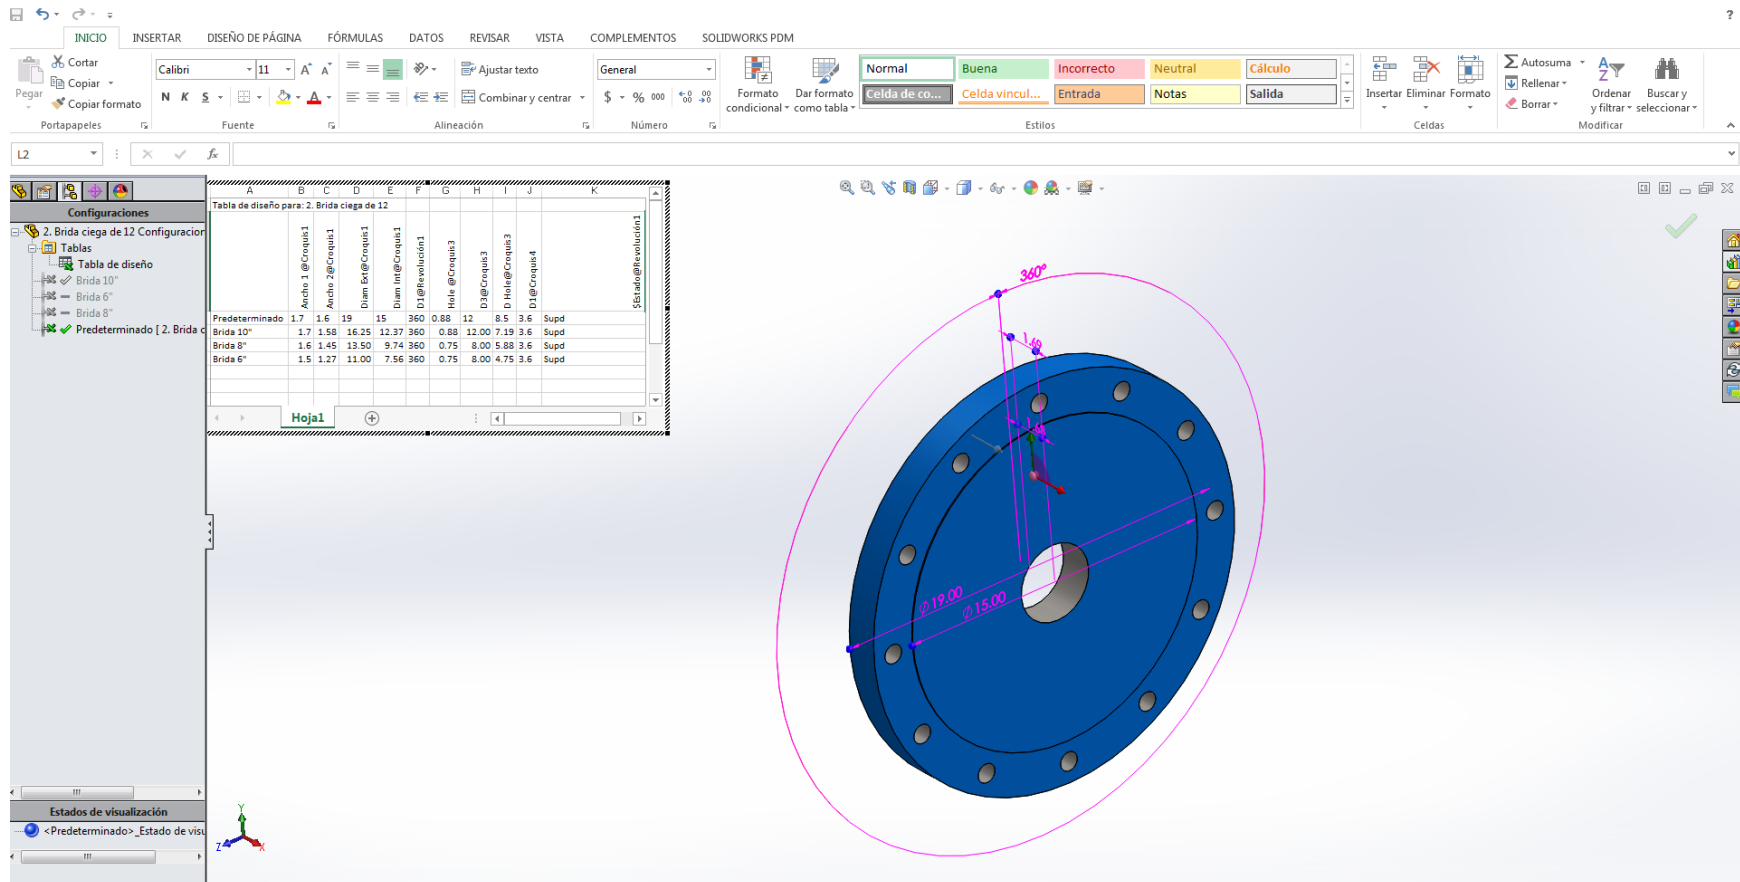 ?
INICIO INSERTAR DISEÑO DE PÁGINA FÓRMULAS DATOS REVISAR VISTA COMPLEMENTOS SOLIDWORKS PDM
Pegar
Cortar
Copiar
Copiar formato
Portapapeles
Calibri 11
N K S
Fuente
Ajustar texto
Combinar y centrar
Alineación
General
$ % 000
Número
Formato condicional
Dar formato como tabla
Normal Buena Incorrecto Neutral Cálculo
Celda de co... Celda vincul... Entrada Notas Salida
Estilos
Insertar Eliminar Formato
Celdas
Autosuma
Rellenar
Borrar
Ordenar y filtrar
Buscar y seleccionar
Modificar
L2
fx
Configuraciones
2. Brida ciega de 12 Configuracion
Tablas
Tabla de diseño
Brida 10"
Brida 6"
Brida 8"
Predeterminado [ 2. Brida c
A B C D E F G H I J K
Tabla de diseño para: 2. Brida ciega de 12
Ancho 1 @Croquis1
Ancho 2@Croquis1
Diam Ext@Croquis1
Diam Int@Croquis1
D1@Revolución1
Hole @Croquis3
D3@Croquis3
D Hole@Croquis3
D1@Croquis4
$Estado@Revolución1
Predeterminado 1.7 1.6 19 15 360 0.88 12 8.5 3.6 Supd
Brida 10" 1.7 1.58 16.25 12.37 360 0.88 12.00 7.19 3.6 Supd
Brida 8" 1.6 1.45 13.50 9.74 360 0.75 8.00 5.88 3.6 Supd
Brida 6" 1.5 1.27 11.00 7.56 360 0.75 8.00 4.75 3.6 Supd
Hoja1
360°
1.69
Ø19.00
Ø15.00
Estados de visualización
<Predeterminado>_Estado de visu
Y
Z
X